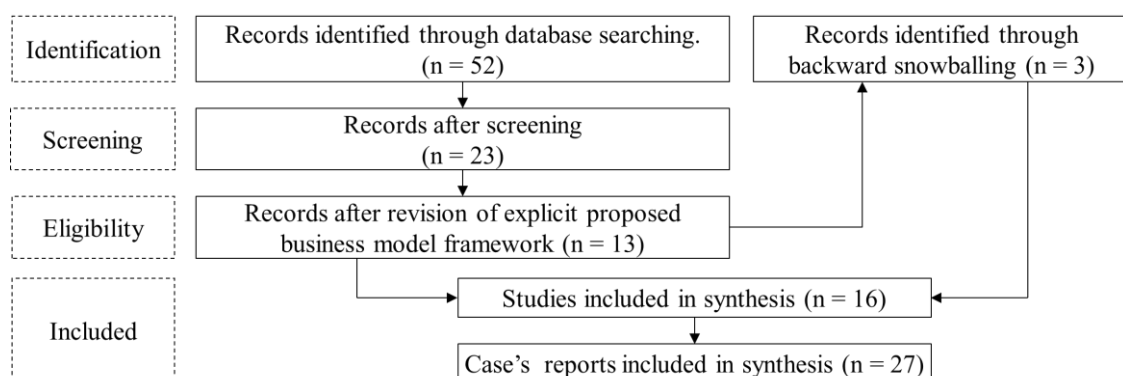 Identification
Records identified through database searching.
(n = 52)
Records identified through
backward snowballing (n = 3)
Screening
Records after screening
(n = 23)
Eligibility
Records after revision of explicit proposed
business model framework (n = 13)
Included
Studies included in synthesis (n = 16)
Case's reports included in synthesis (n = 27)